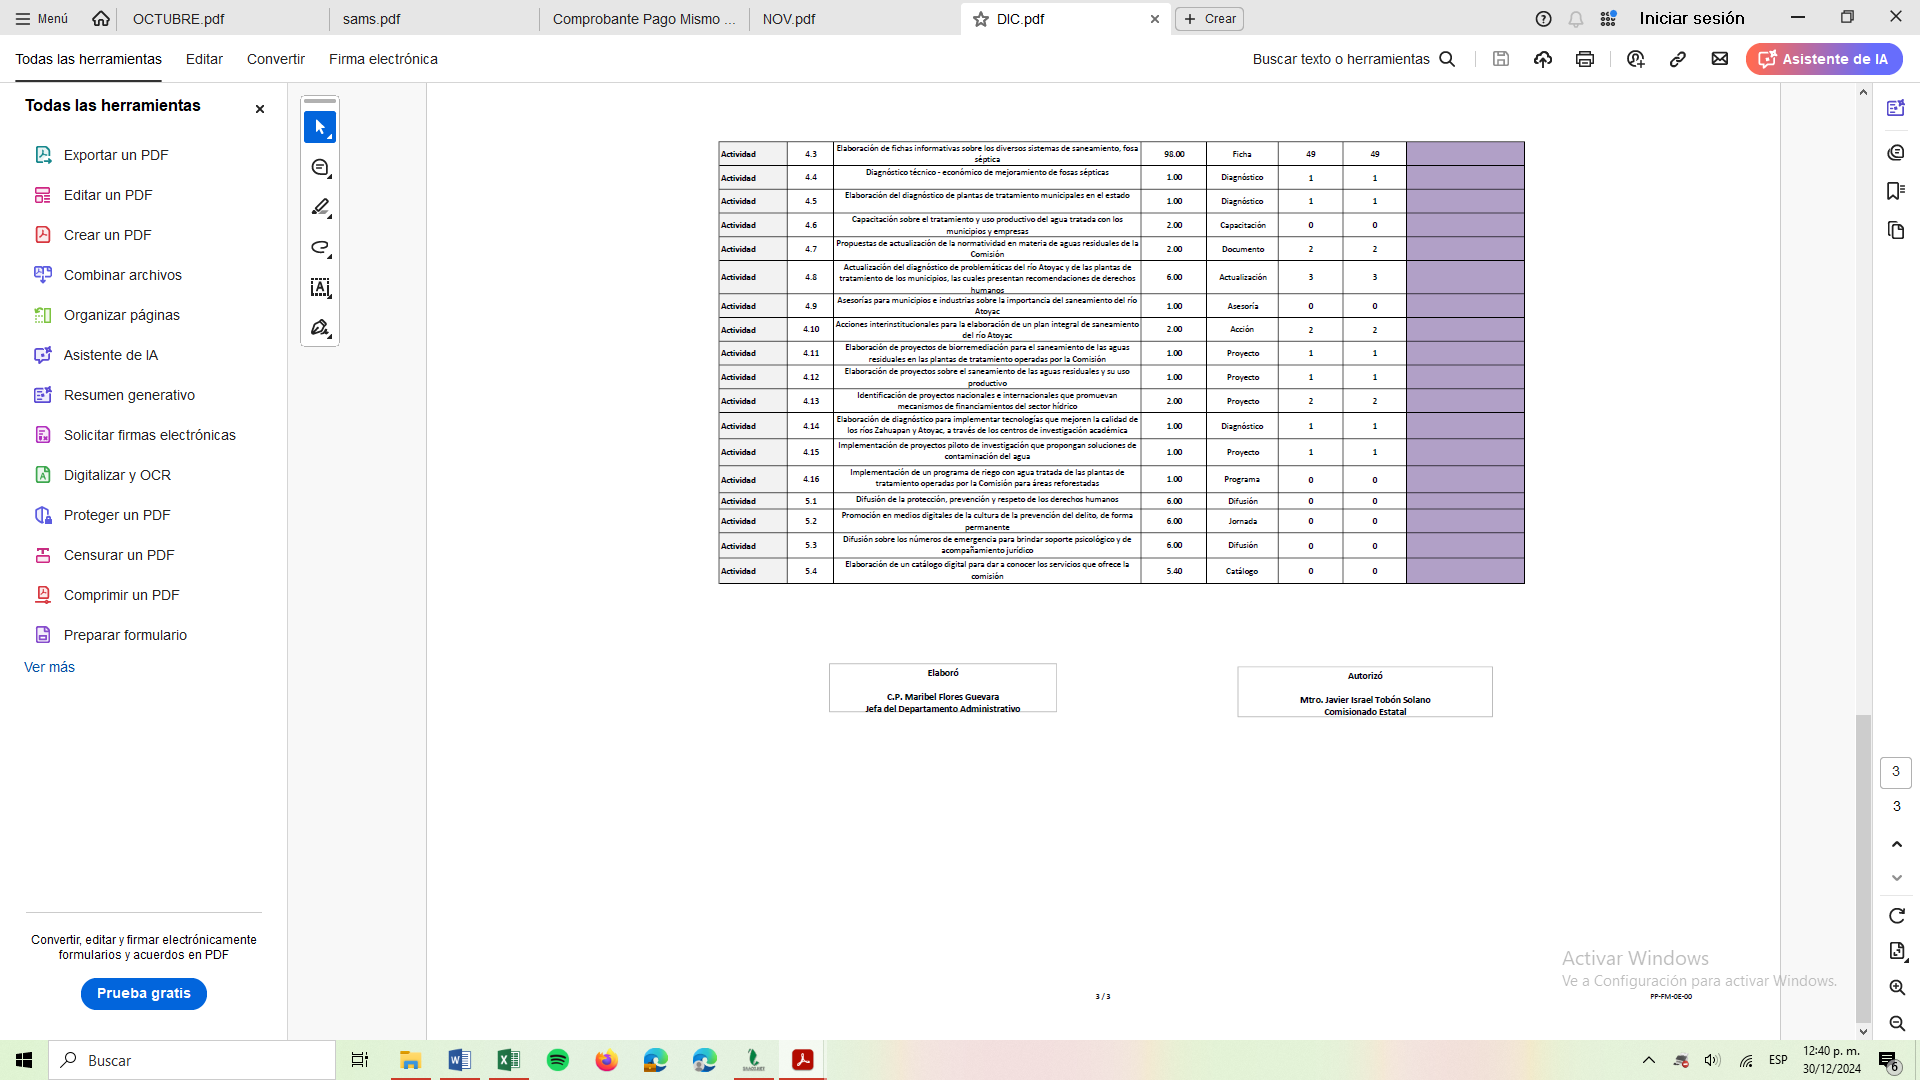 Menú
OCTUBRE.pdf
sams.pdf
Comprobante Pago Mismo ...
NOV.pdf
DIC.pdf
Crear
Iniciar sesión
Todas las herramientas
Editar
Convertir
Firma electrónica
Buscar texto o herramientas
Asistente de IA
Todas las herramientas
Exportar un PDF
Editar un PDF
Crear un PDF
Combinar archivos
Organizar páginas
Asistente de IA
Resumen generativo
Solicitar firmas electrónicas
Digitalizar y OCR
Proteger un PDF
Censurar un PDF
Comprimir un PDF
Preparar formulario
Ver más
Convertir, editar y firmar electrónicamente
formularios y acuerdos en PDF
Prueba gratis
Actividad 4.3 Elaboración de fichas informativas sobre los diversos sistemas de saneamiento, fosa 98.00 Ficha 49 49
séptica
Actividad 4.4 Diagnóstico técnico - económico de mejoramiento de fosas sépticas 1.00 Diagnóstico 1 1
Actividad 4.5 Elaboración del diagnóstico de plantas de tratamiento municipales en el estado 1.00 Diagnóstico 1 1
Actividad 4.6 Capacitación sobre el tratamiento y uso productivo del agua tratada con los 2.00 Capacitación 0 0
municipios y empresas
Actividad 4.7 Propuestas de actualización de la normatividad en materia de aguas residuales de la 2.00 Documento 2 2
Comisión
Actividad 4.8 Actualización del diagnóstico de problemáticas del río Atoyac y de las plantas de 6.00 Actualización 3 3
tratamiento de los municipios, las cuales presentan recomendaciones de derechos
humanos
Actividad 4.9 Asesorías para municipios e industrias sobre la importancia del saneamiento del río 1.00 Asesoría 0 0
Atoyac
Actividad 4.10 Acciones interinstitucionales para la elaboración de un plan integral de saneamiento 2.00 Acción 2 2
del río Atoyac
Actividad 4.11 Elaboración de proyectos de biorremediación para el saneamiento de las aguas 1.00 Proyecto 1 1
residuales en las plantas de tratamiento operadas por la Comisión
Actividad 4.12 Elaboración de proyectos sobre el saneamiento de las aguas residuales y su uso 1.00 Proyecto 1 1
productivo
Actividad 4.13 Identificación de proyectos nacionales e internacionales que promuevan 2.00 Proyecto 2 2
mecanismos de financiamientos del sector hídrico
Actividad 4.14 Elaboración de diagnóstico para implementar tecnologías que mejoren la calidad de 1.00 Diagnóstico 1 1
los ríos Zahuapan y Atoyac, a través de los centros de investigación académica
Actividad 4.15 Implementación de proyectos piloto de investigación que propongan soluciones de 1.00 Proyecto 1 1
contaminación del agua
Actividad 4.16 Implementación de un programa de riego con agua tratada de las plantas de 1.00 Programa 0 0
tratamiento operadas por la Comisión para áreas reforestadas
Actividad 5.1 Difusión de la protección, prevención y respeto de los derechos humanos 6.00 Difusión 0 0
Actividad 5.2 Promoción en medios digitales de la cultura de la prevención del delito, de forma 6.00 Jornada 0 0
permanente
Actividad 5.3 Difusión sobre los números de emergencia para brindar soporte psicológico y de 6.00 Difusión 0 0
acompañamiento jurídico
Actividad 5.4 Elaboración de un catálogo digital para dar a conocer los servicios que ofrece la 5.40 Catálogo 0 0
comisión
Elaboró
C.P. Maribel Flores Guevara
Jefa del Departamento Administrativo
Autorizó
Mtro. Javier Israel Tobón Solano
Comisionado Estatal
3 / 3
PP-FM-0E-00
3
3
Activar Windows
Ve a Configuración para activar Windows.
Buscar
ESP
12:40 p. m.
30/12/2024
6